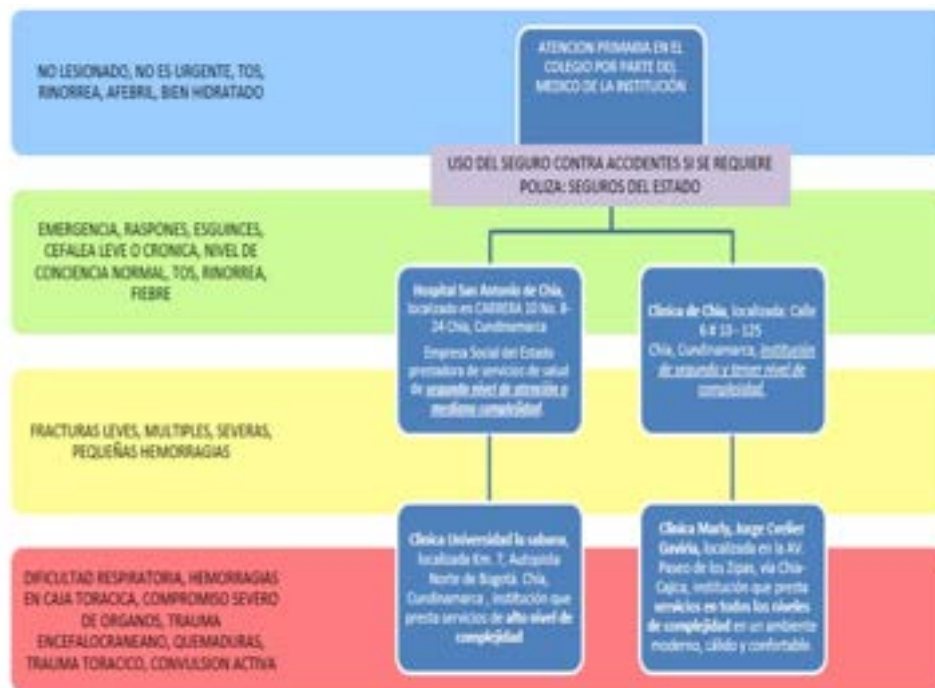 NO LESIONADO, NO ES URGENTE, TOS,
RINORREA, AFEBRIL, BIEN HIDRATADO
ATENCION PRIMARIA EN EL
COLEGIO POR PARTE DEL
MEDICO DE LA INSTITUCIÓN
USO DEL SEGURO CONTRA ACCIDENTES SI SE REQUIERE
POLIZA: SEGUROS DEL ESTADO
EMERGENCIA, RASPONES, ESGUINCES,
CEFALEA LEVE O CRONICA, NIVEL DE
CONCIENCIA NORMAL, TOS, RINORREA,
FIEBRE
Hospital San Antonio de Chía,
localizado en CARRERA 10 No. 8-
24 Chía, Cundinamarca
Empresa Social del Estado
prestadora de servicios de salud
de segundo nivel de atención o
mediana complejidad.
Clinica de Chía, localizada: Calle
6 # 10 - 125
Chía, Cundinamarca, institución
de segundo y tercer nivel de
complejidad.
FRACTURAS LEVES, MULTIPLES, SEVERAS,
PEQUEÑAS HEMORRAGIAS
DIFICULTAD RESPIRATORIA, HEMORRAGIAS
EN CAJA TORACICA, COMPROMISO SEVERO
DE ORGANOS, TRAUMA
ENCEFALOCRANEANO, QUEMADURAS,
TRAUMA TORACICO, CONVULSION ACTIVA
Clinica Universidad la sabana,
localizada Km. 7, Autopista
Norte de Bogotá. Chía,
Cundinamarca , institución que
presta servicios de alto nivel de
complejidad
Clinica Marly, Jorge Cavelier
Gaviria, localizada en la AV.
Paseo de los Zipas, vía Chía-
Cajica, institución que presta
servicios en todos los niveles
de complejidad en un ambiente
moderno, cálido y confortable.